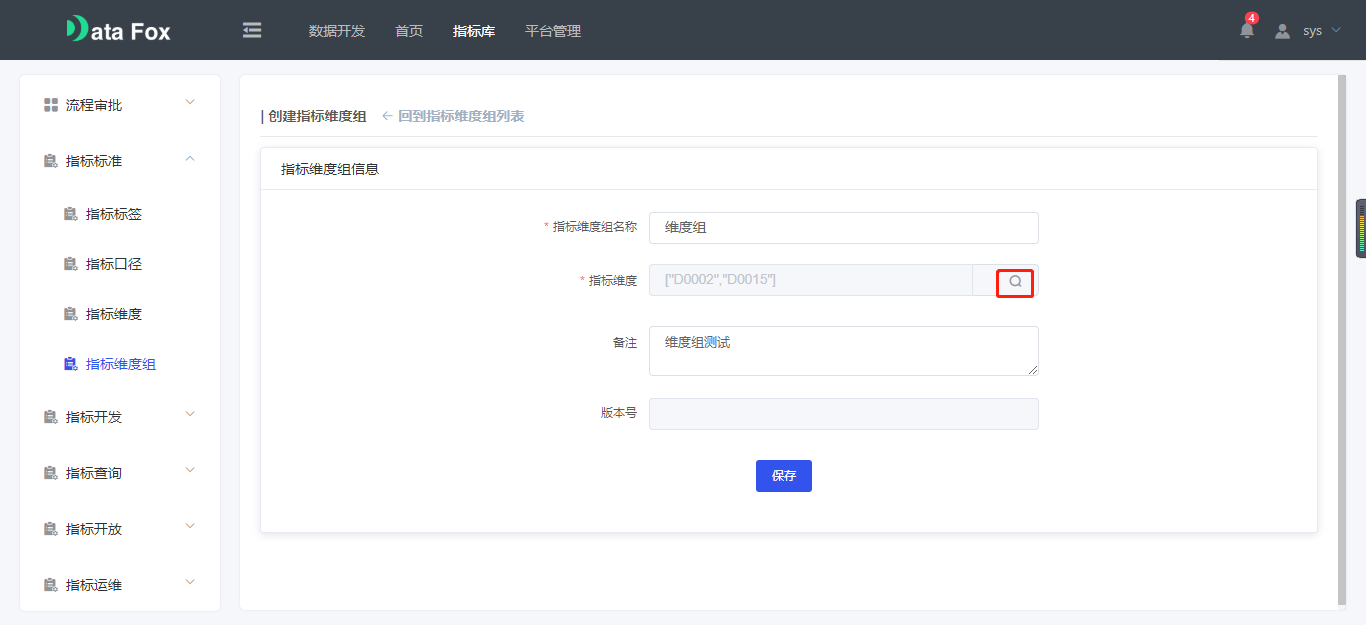 Data Fox
数据开发
首页
指标库
平台管理
4
sys
流程审批
指标标准
指标标签
指标口径
指标维度
指标维度组
指标开发
指标查询
指标开放
指标运维
| 创建指标维度组 ← 回到指标维度组列表
指标维度组信息
* 指标维度组名称 维度组
* 指标维度 ["D0002","D0015"]
备注 维度组测试
版本号
保存